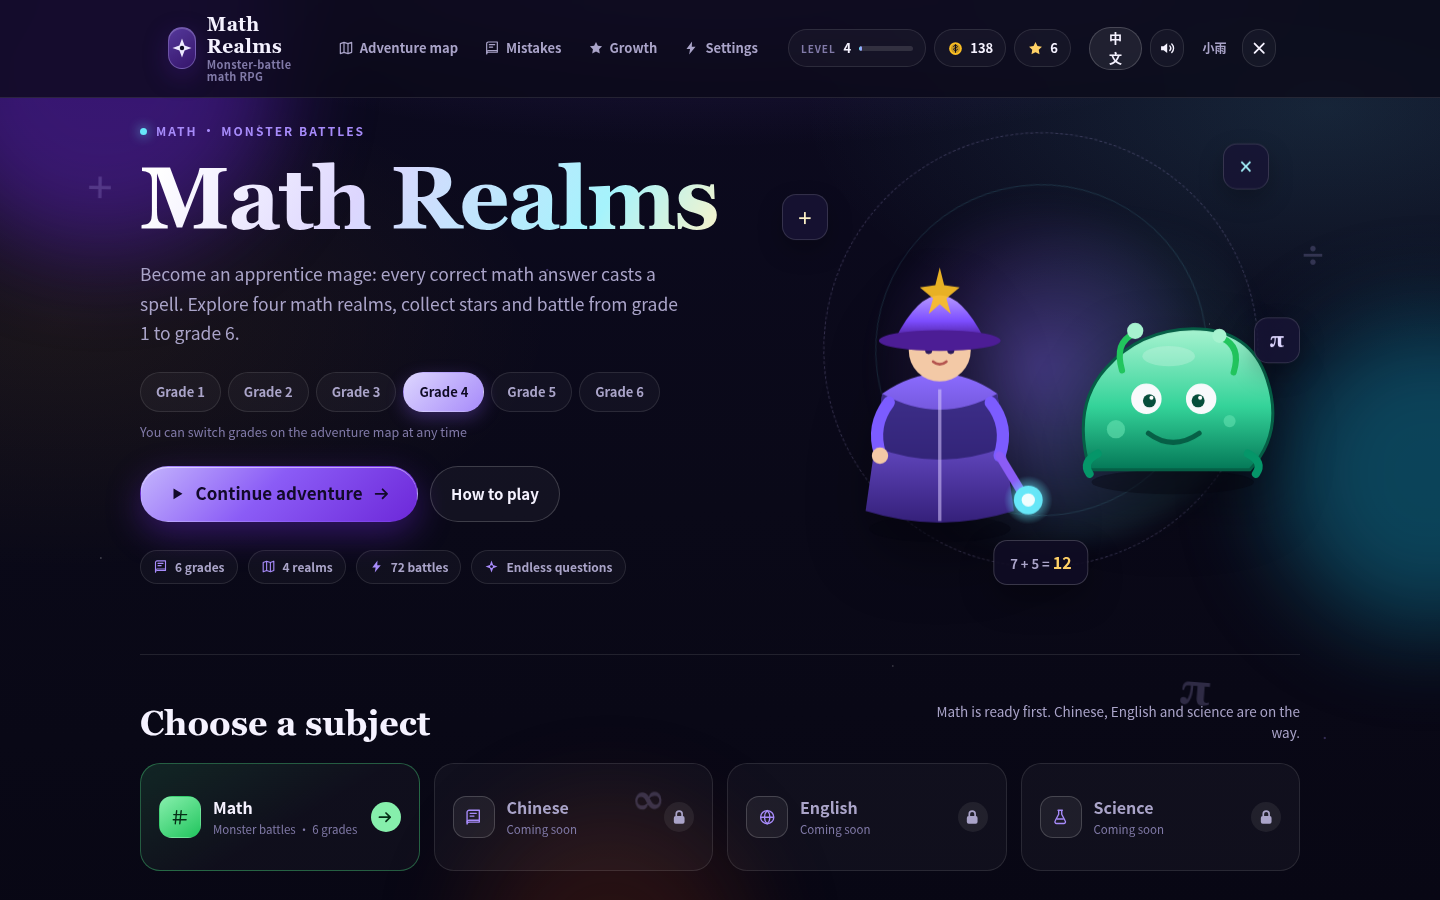 Math
Realms
Monster-battle
math RPG
Adventure map
Mistakes
Growth
Settings
LEVEL 4
138
6
中
文
小雨
MATH • MONSTER BATTLES
Math Realms
Become an apprentice mage: every correct math answer casts a
spell. Explore four math realms, collect stars and battle from grade
1 to grade 6.
Grade 1
Grade 2
Grade 3
Grade 4
Grade 5
Grade 6
You can switch grades on the adventure map at any time
Continue adventure
How to play
6 grades
4 realms
72 battles
Endless questions
+
×
π
+
÷
7 + 5 = 12
π
Choose a subject
Math is ready first. Chinese, English and science are on the
way.
Math
Monster battles • 6 grades
Chinese
Coming soon
∞
English
Coming soon
Science
Coming soon